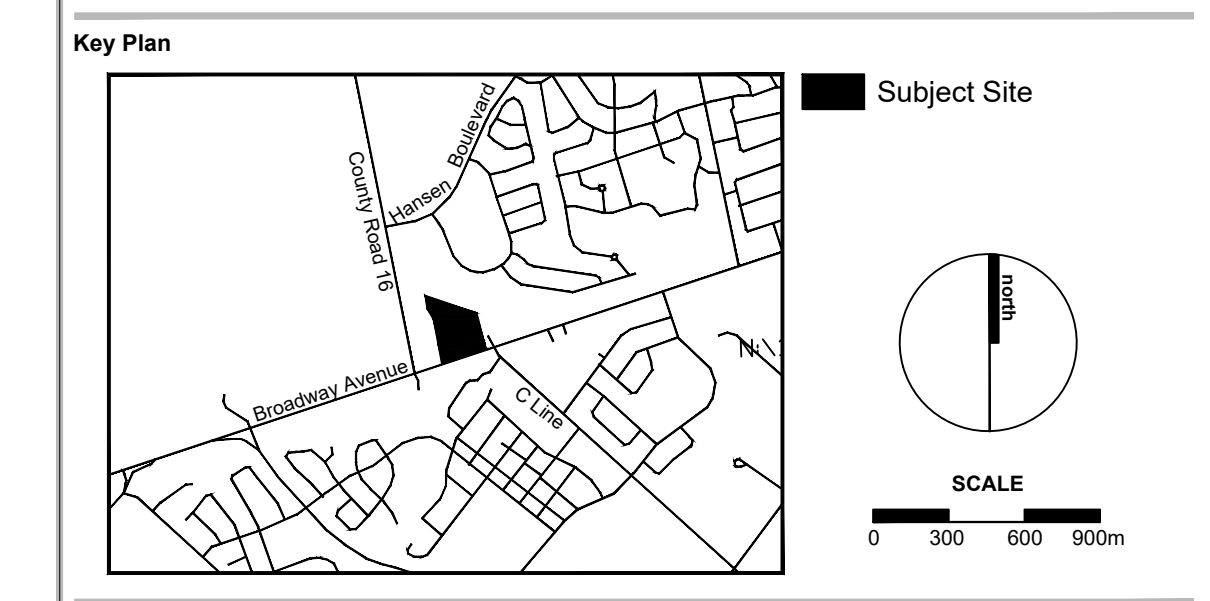 Key Plan
Subject Site
County Road 16
Hansen Boulevard
Broadway Avenue
C Line
north
SCALE
0 300 600 900m